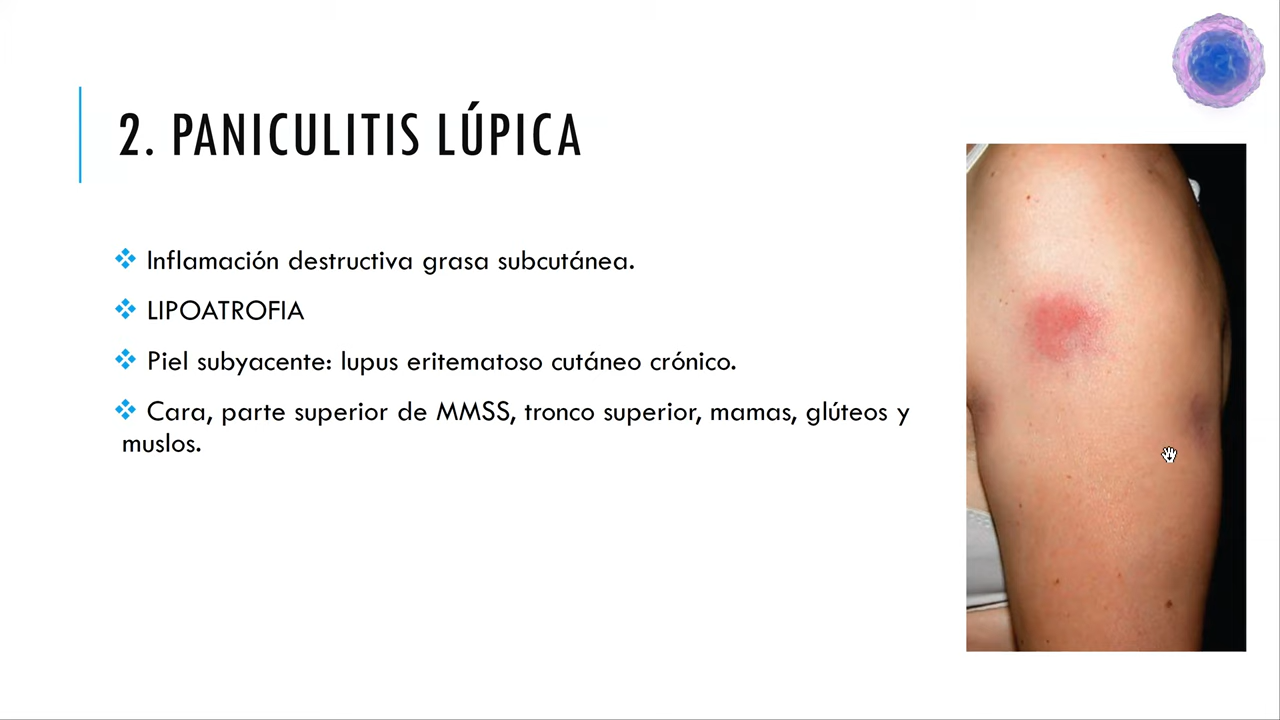 2. PANICULITIS LÚPICA
Inflamación destructiva grasa subcutánea.
LIPOATROFIA
Piel subyacente: lupus eritematoso cutáneo crónico.
Cara, parte superior de MMSS, tronco superior, mamas, glúteos y
muslos.